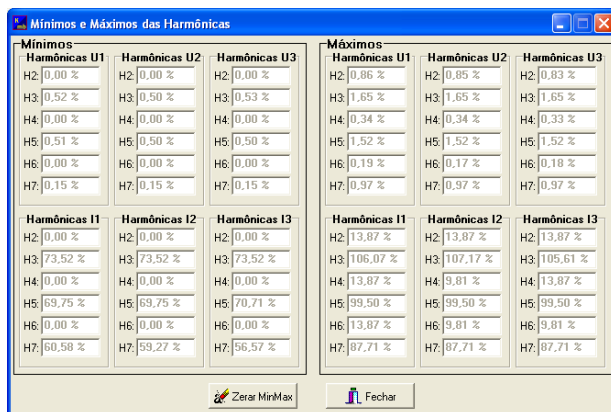 Mínimos e Máximos das Harmônicas
Mínimos
Harmônicas U1 Harmônicas U2 Harmônicas U3
H2: 0,00 % H2: 0,00 % H2: 0,00 %
H3: 0,52 % H3: 0,50 % H3: 0,53 %
H4: 0,00 % H4: 0,00 % H4: 0,00 %
H5: 0,51 % H5: 0,50 % H5: 0,50 %
H6: 0,00 % H6: 0,00 % H6: 0,00 %
H7: 0,15 % H7: 0,15 % H7: 0,15 %
Harmônicas I1 Harmônicas I2 Harmônicas I3
H2: 0,00 % H2: 0,00 % H2: 0,00 %
H3: 73,52 % H3: 73,52 % H3: 73,52 %
H4: 0,00 % H4: 0,00 % H4: 0,00 %
H5: 69,75 % H5: 69,75 % H5: 70,71 %
H6: 0,00 % H6: 0,00 % H6: 0,00 %
H7: 60,58 % H7: 59,27 % H7: 56,57 %
Máximos
Harmônicas U1 Harmônicas U2 Harmônicas U3
H2: 0,86 % H2: 0,85 % H2: 0,83 %
H3: 1,65 % H3: 1,65 % H3: 1,65 %
H4: 0,34 % H4: 0,34 % H4: 0,33 %
H5: 1,52 % H5: 1,52 % H5: 1,52 %
H6: 0,19 % H6: 0,17 % H6: 0,18 %
H7: 0,97 % H7: 0,97 % H7: 0,97 %
Harmônicas I1 Harmônicas I2 Harmônicas I3
H2: 13,87 % H2: 13,87 % H2: 13,87 %
H3: 106,07 % H3: 107,17 % H3: 105,61 %
H4: 13,87 % H4: 9,81 % H4: 13,87 %
H5: 99,50 % H5: 99,50 % H5: 99,50 %
H6: 13,87 % H6: 9,81 % H6: 9,81 %
H7: 87,71 % H7: 87,71 % H7: 87,71 %
Zerar MinMax Fechar